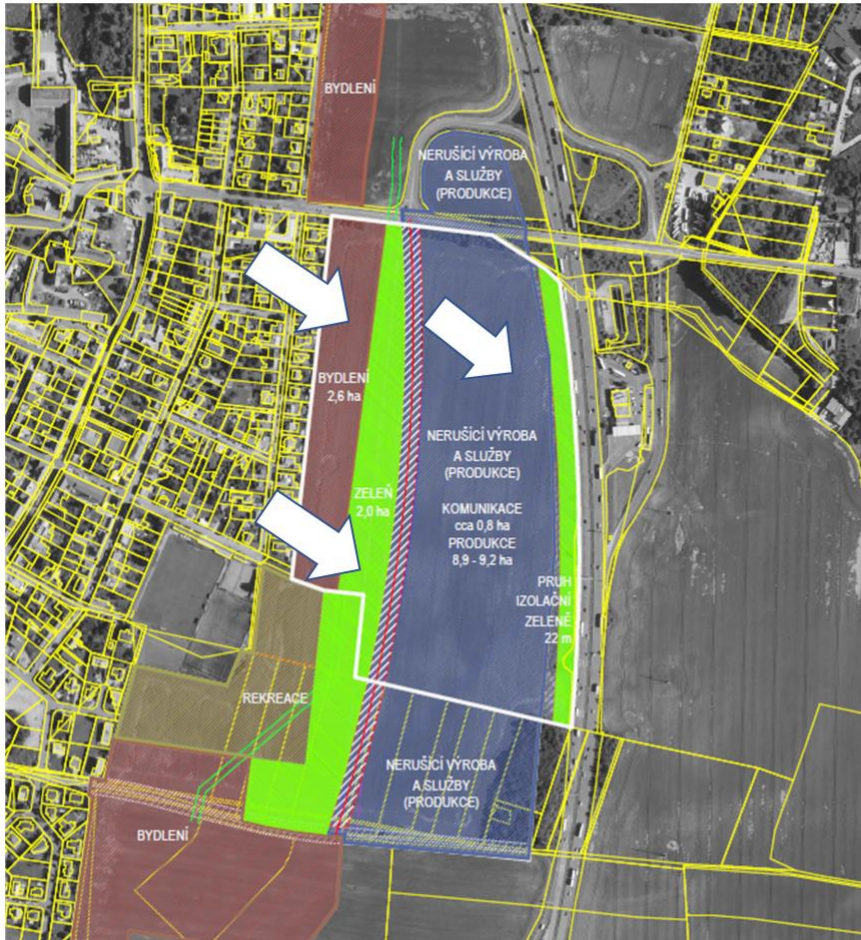 BYDLENÍ
NERUŠÍCÍ VÝROBA
A SLUŽBY
(PRODUKCE)
BYDLENÍ
2,6 ha
NERUŠÍCÍ VÝROBA
A SLUŽBY
(PRODUKCE)
ZELEŇ
2,0 ha
KOMUNIKACE
cca 0,8 ha
PRODUKCE
8,9 - 9,2 ha
PRUH
IZOLAČNÍ
ZELENĚ
22 m
REKREACE
NERUŠÍCÍ VÝROBA
A SLUŽBY
(PRODUKCE)
BYDLENÍ